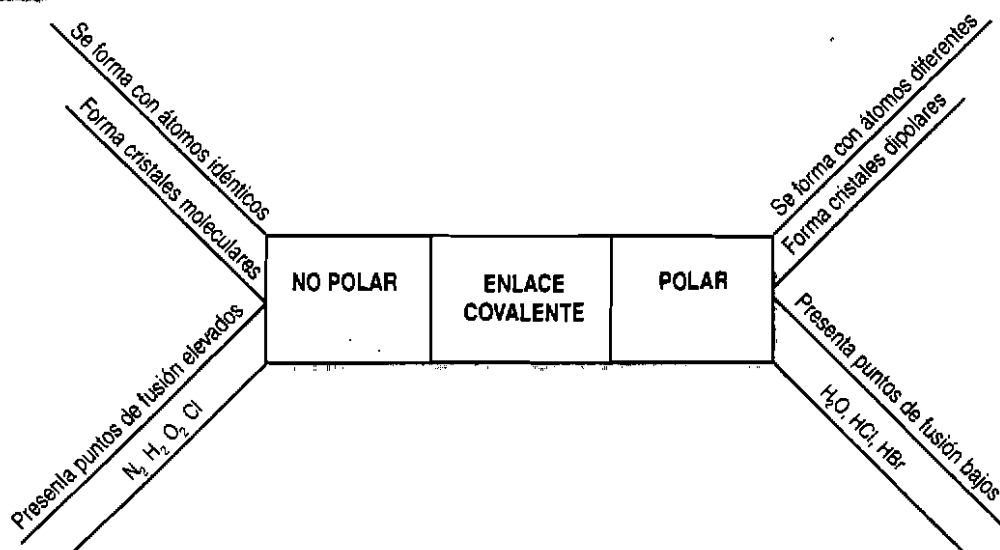 Se forma con átomos idénticos
Forma cristales moleculares
Presenta puntos de fusión elevados
N₂ H₂ O₂ Cl
NO POLAR
ENLACE
COVALENTE
POLAR
Se forma con átomos diferentes
Forma cristales dipolares
Presenta puntos de fusión bajos
H₂O, HCl, HBr